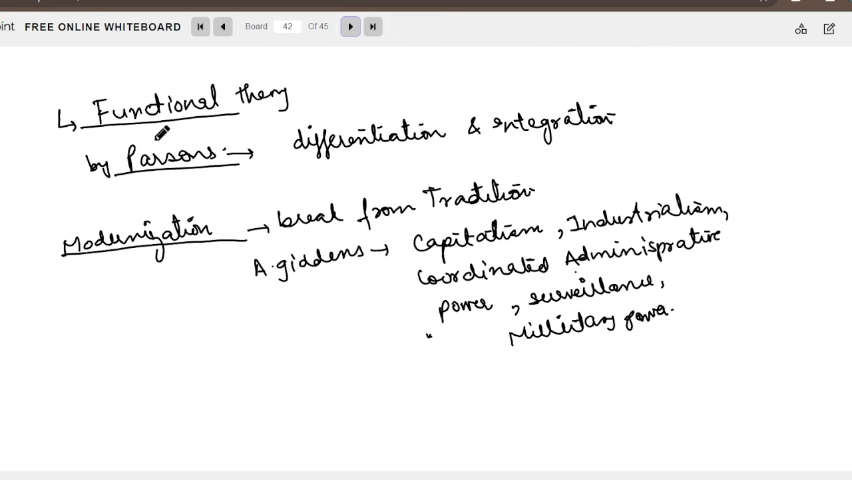 oint FREE ONLINE WHITEBOARD Board 42 Of 45
↳ Functional theory
by Parsons → differentiation & integration
Modernization → break from Tradition
A. giddens → Capitalism, Industrialism,
Coordinated Administrative
power, surveillance,
Millitary power.